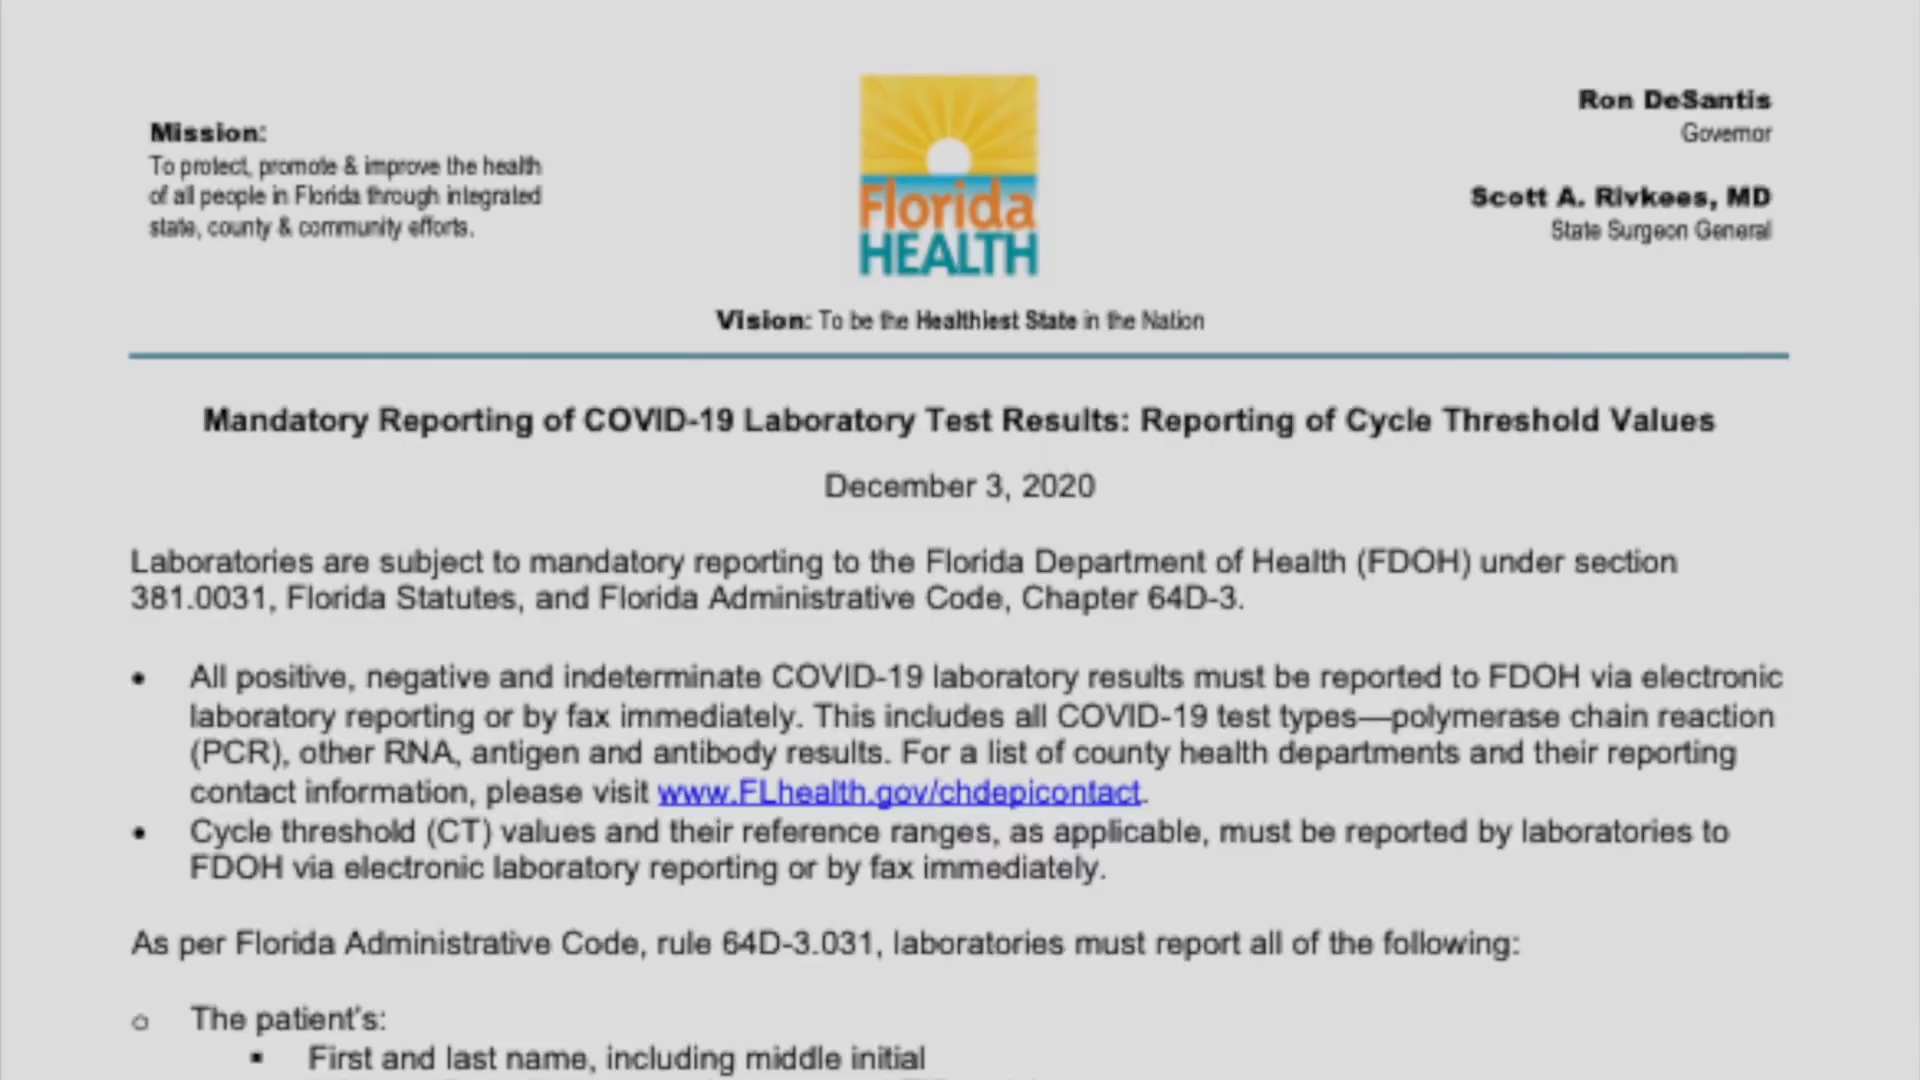 Mission:
To protect, promote & improve the health
of all people in Florida through integrated
state, county & community efforts.
Florida
HEALTH
Ron DeSantis
Governor
Scott A. Rivkees, MD
State Surgeon General
Vision: To be the Healthiest State in the Nation
Mandatory Reporting of COVID-19 Laboratory Test Results: Reporting of Cycle Threshold Values
December 3, 2020
Laboratories are subject to mandatory reporting to the Florida Department of Health (FDOH) under section
381.0031, Florida Statutes, and Florida Administrative Code, Chapter 64D-3.
• All positive, negative and indeterminate COVID-19 laboratory results must be reported to FDOH via electronic
laboratory reporting or by fax immediately. This includes all COVID-19 test types—polymerase chain reaction
(PCR), other RNA, antigen and antibody results. For a list of county health departments and their reporting
contact information, please visit www.FLhealth.gov/chdepicontact.
• Cycle threshold (CT) values and their reference ranges, as applicable, must be reported by laboratories to
FDOH via electronic laboratory reporting or by fax immediately.
As per Florida Administrative Code, rule 64D-3.031, laboratories must report all of the following:
o The patient's:
▪ First and last name, including middle initial